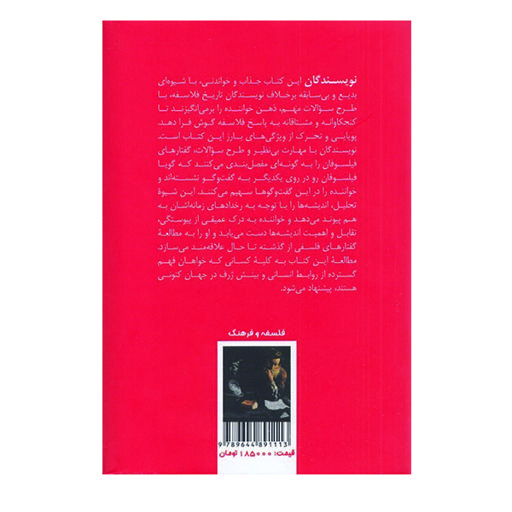 نویسندگان این کتاب جذاب و خواندنی، با شیوه‌ای
بدیع و بی‌سابقه برخلاف نویسندگان تاریخ فلاسفه، با
طرح سؤالات مهم، ذهن خواننده را برمی‌انگیزند تا
کنجکاوانه و مشتاقانه به پاسخ فلاسفه گوش فرا دهد.
پویایی و تحرک از ویژگی‌های بارز این کتاب است.
نویسندگان با مهارت بی‌نظیر و طرح سؤالات، گفتارهای
فیلسوفان را به گونه‌ای مفصل‌بندی می‌کنند که گویا
فیلسوفان رو در روی یکدیگر به گفت‌وگو نشسته‌اند و
خواننده را در این گفت‌وگوها سهیم می‌کنند. این شیوهٔ
تحلیل، اندیشه‌ها را با توجه به رخدادهای زمانه‌اشان به
هم پیوند می‌دهد و خواننده به درک عمیقی از پیوستگی،
تقابل و اهمیت اندیشه‌ها دست می‌یابد و او را به مطالعهٔ
گفتارهای فلسفی از گذشته تا حال علاقه‌مند می‌سازد.
مطالعهٔ این کتاب به کلیهٔ کسانی که خواهان فهم
گسترده از روابط انسانی و بینش ژرف در جهان کنونی
هستند، پیشنهاد می‌شود.
فلسفه و فرهنگ
9 789644 891113
قیمت: ۱۸۵۰۰۰ تومان